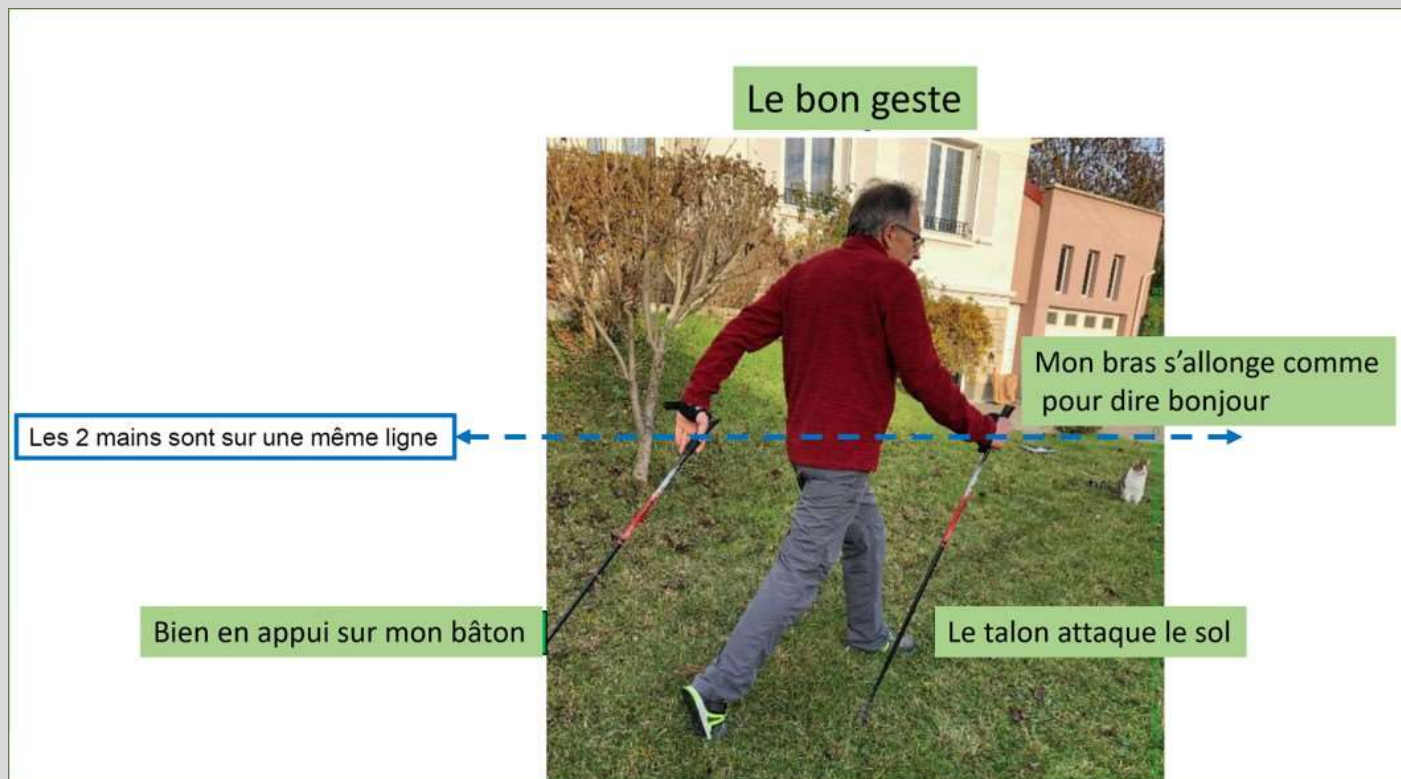 Le bon geste
Mon bras s'allonge comme
pour dire bonjour
Les 2 mains sont sur une même ligne
Bien en appui sur mon bâton
Le talon attaque le sol